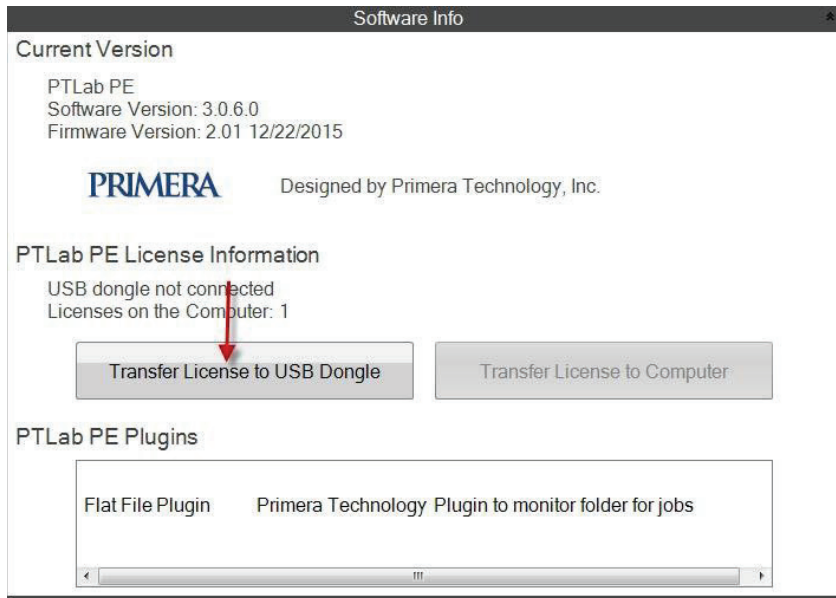 Software Info
Current Version
PTLab PE
Software Version: 3.0.6.0
Firmware Version: 2.01 12/22/2015
PRIMERA Designed by Primera Technology, Inc.
PTLab PE License Information
USB dongle not connected
Licenses on the Computer: 1
Transfer License to USB Dongle Transfer License to Computer
PTLab PE Plugins
Flat File Plugin Primera Technology Plugin to monitor folder for jobs